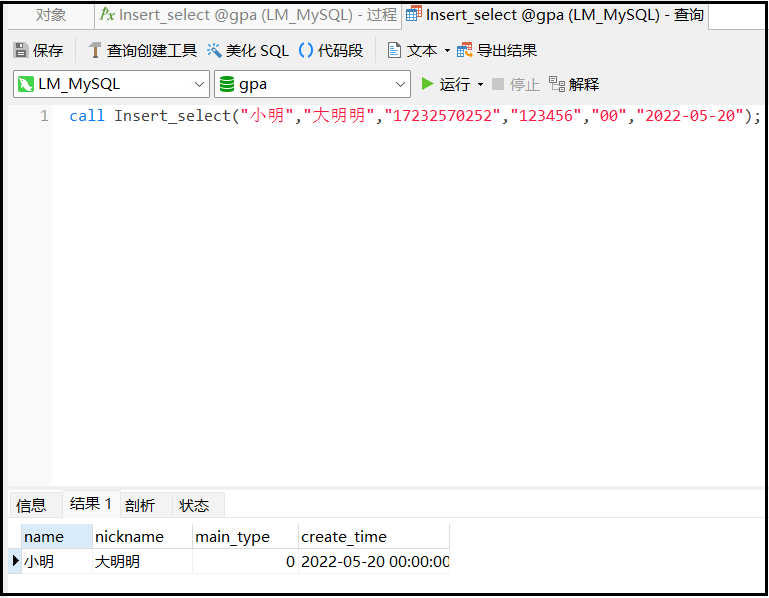 对象 Insert_select @gpa (LM_MySQL) - 过程 Insert_select @gpa (LM_MySQL) - 查询
保存 查询创建工具 美化 SQL () 代码段 文本 导出结果
LM_MySQL gpa 运行 停止 解释
1 call Insert_select("小明","大明明","17232570252","123456","00","2022-05-20");
信息 结果 1 剖析 状态
name nickname main_type create_time
小明 大明明 0 2022-05-20 00:00:00